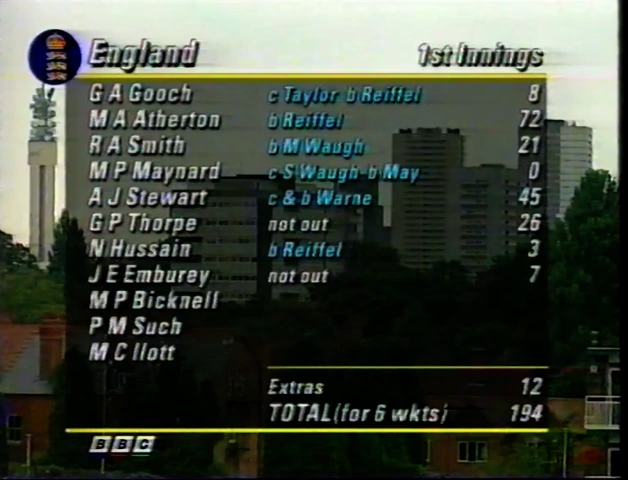 England 1st Innings
G A Gooch c Taylor b Reiffel 8
M A Atherton b Reiffel 72
R A Smith b M Waugh 21
M P Maynard c S Waugh b May 0
A J Stewart c & b Warne 45
G P Thorpe not out 26
N Hussain b Reiffel 3
J E Emburey not out 7
M P Bicknell
P M Such
M C Ilott
Extras 12
TOTAL (for 6 wkts) 194
BBC